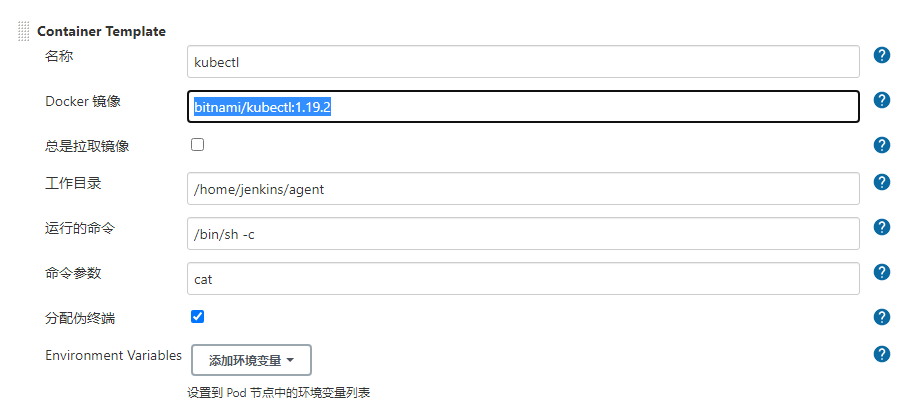 Container Template
名称
kubectl
?
Docker 镜像
bitnami/kubectl:1.19.2
?
总是拉取镜像
?
工作目录
/home/jenkins/agent
?
运行的命令
/bin/sh -c
?
命令参数
cat
?
分配伪终端
?
Environment Variables
添加环境变量
?
设置到 Pod 节点中的环境变量列表